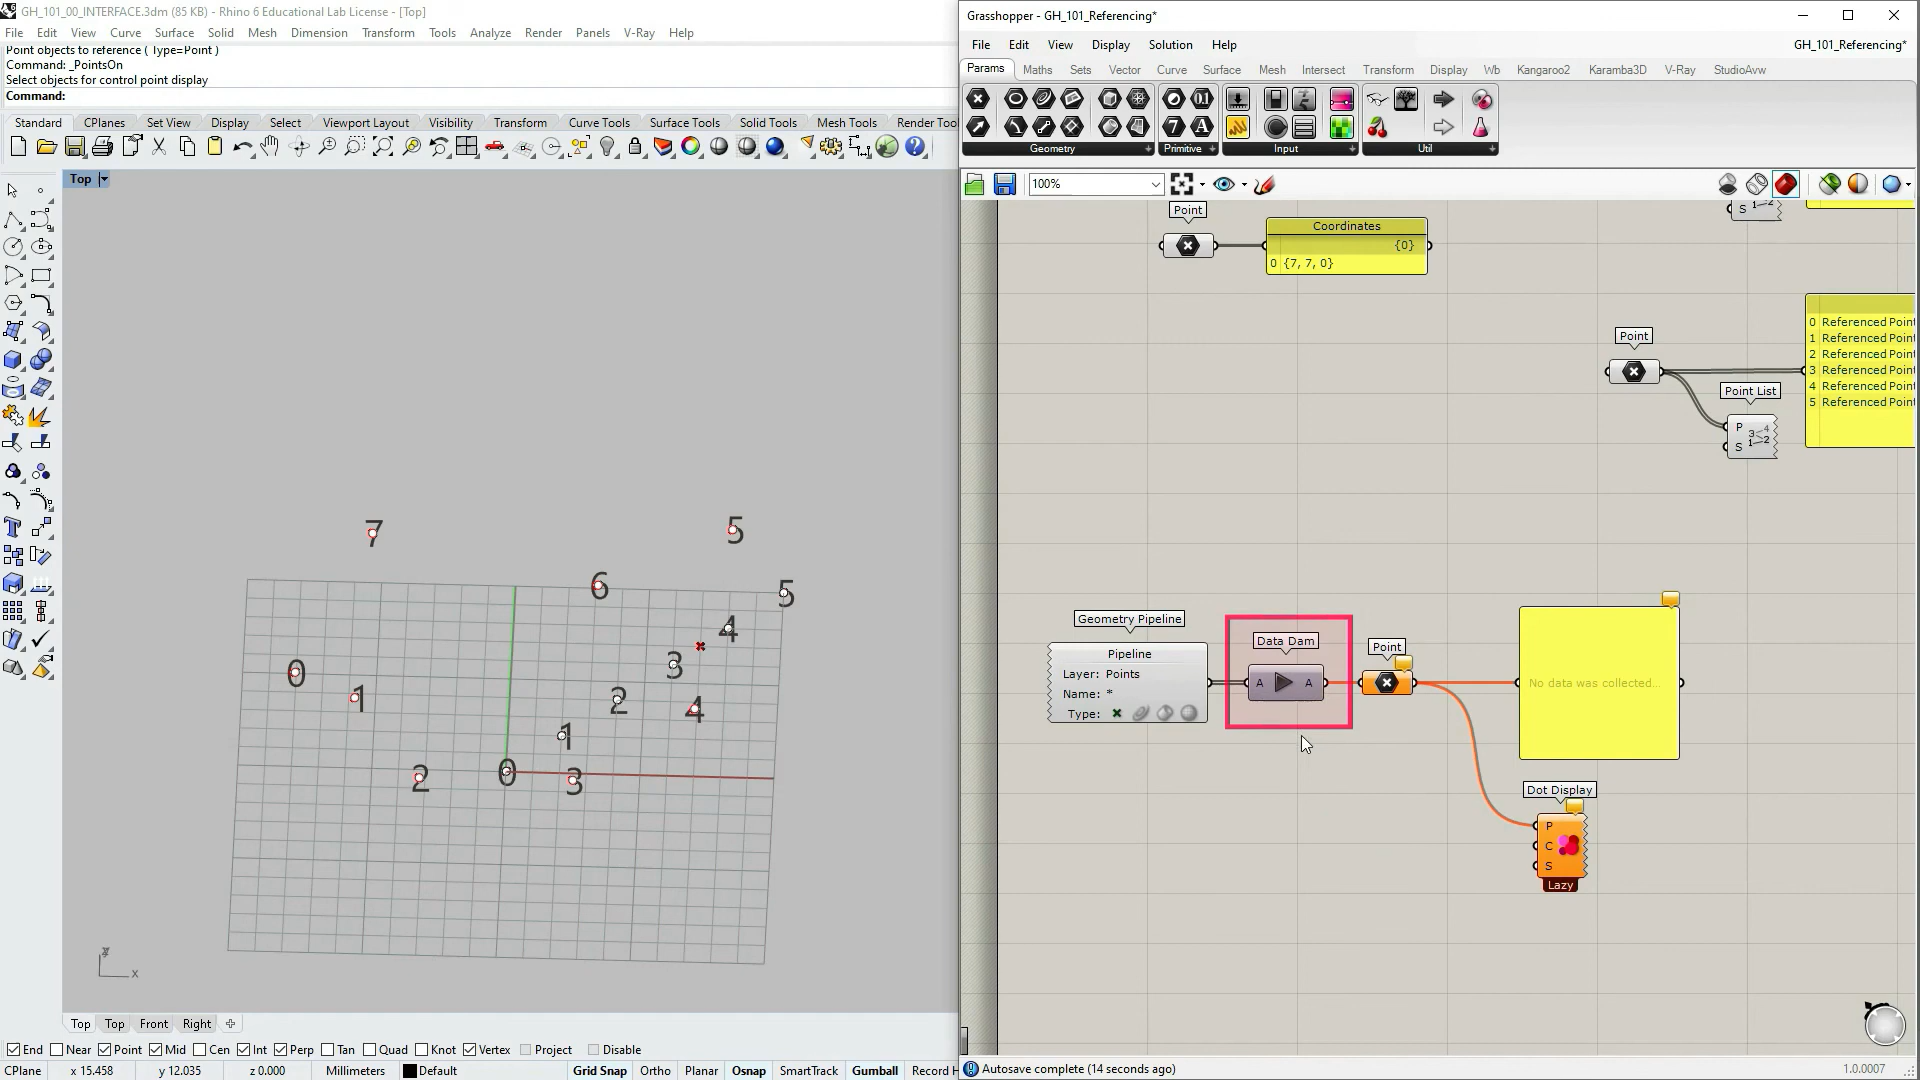 GH_101_00_INTERFACE.3dm (85 KB) - Rhino 6 Educational Lab License - [Top]
File Edit View Curve Surface Solid Mesh Dimension Transform Tools Analyze Render Panels V-Ray Help
Point objects to reference ( Type=Point )
Command: _PointsOn
Select objects for control point display
Command:
Standard CPlanes Set View Display Select Viewport Layout Visibility Transform Curve Tools Surface Tools Solid Tools Mesh Tools Render Too
Top
7 5
6 5
4
0 3
1 2 4
1
2 0 3
y x
Top Top Front Right
End Near Point Mid Cen Int Perp Tan Quad Knot Vertex Project Disable
CPlane x 15.458 y 12.035 z 0.000 Millimeters Default Grid Snap Ortho Planar Osnap SmartTrack Gumball Record H
Grasshopper - GH_101_Referencing*
File Edit View Display Solution Help GH_101_Referencing*
Params Maths Sets Vector Curve Surface Mesh Intersect Transform Display Wb Kangaroo2 Karamba3D V-Ray StudioAvw
Geometry Primitive Input Util
100%
Point
Coordinates
{0}
0 {7, 7, 0}
S
Point
0 Referenced Point
1 Referenced Point
2 Referenced Point
3 Referenced Point
4 Referenced Point
5 Referenced Point
Point List
P
S
Geometry Pipeline
Pipeline
Layer: Points
Name: *
Type:
Data Dam
A A
Point
No data was collected...
Dot Display
P
C
S
Lazy
Autosave complete (14 seconds ago) 1.0.0007